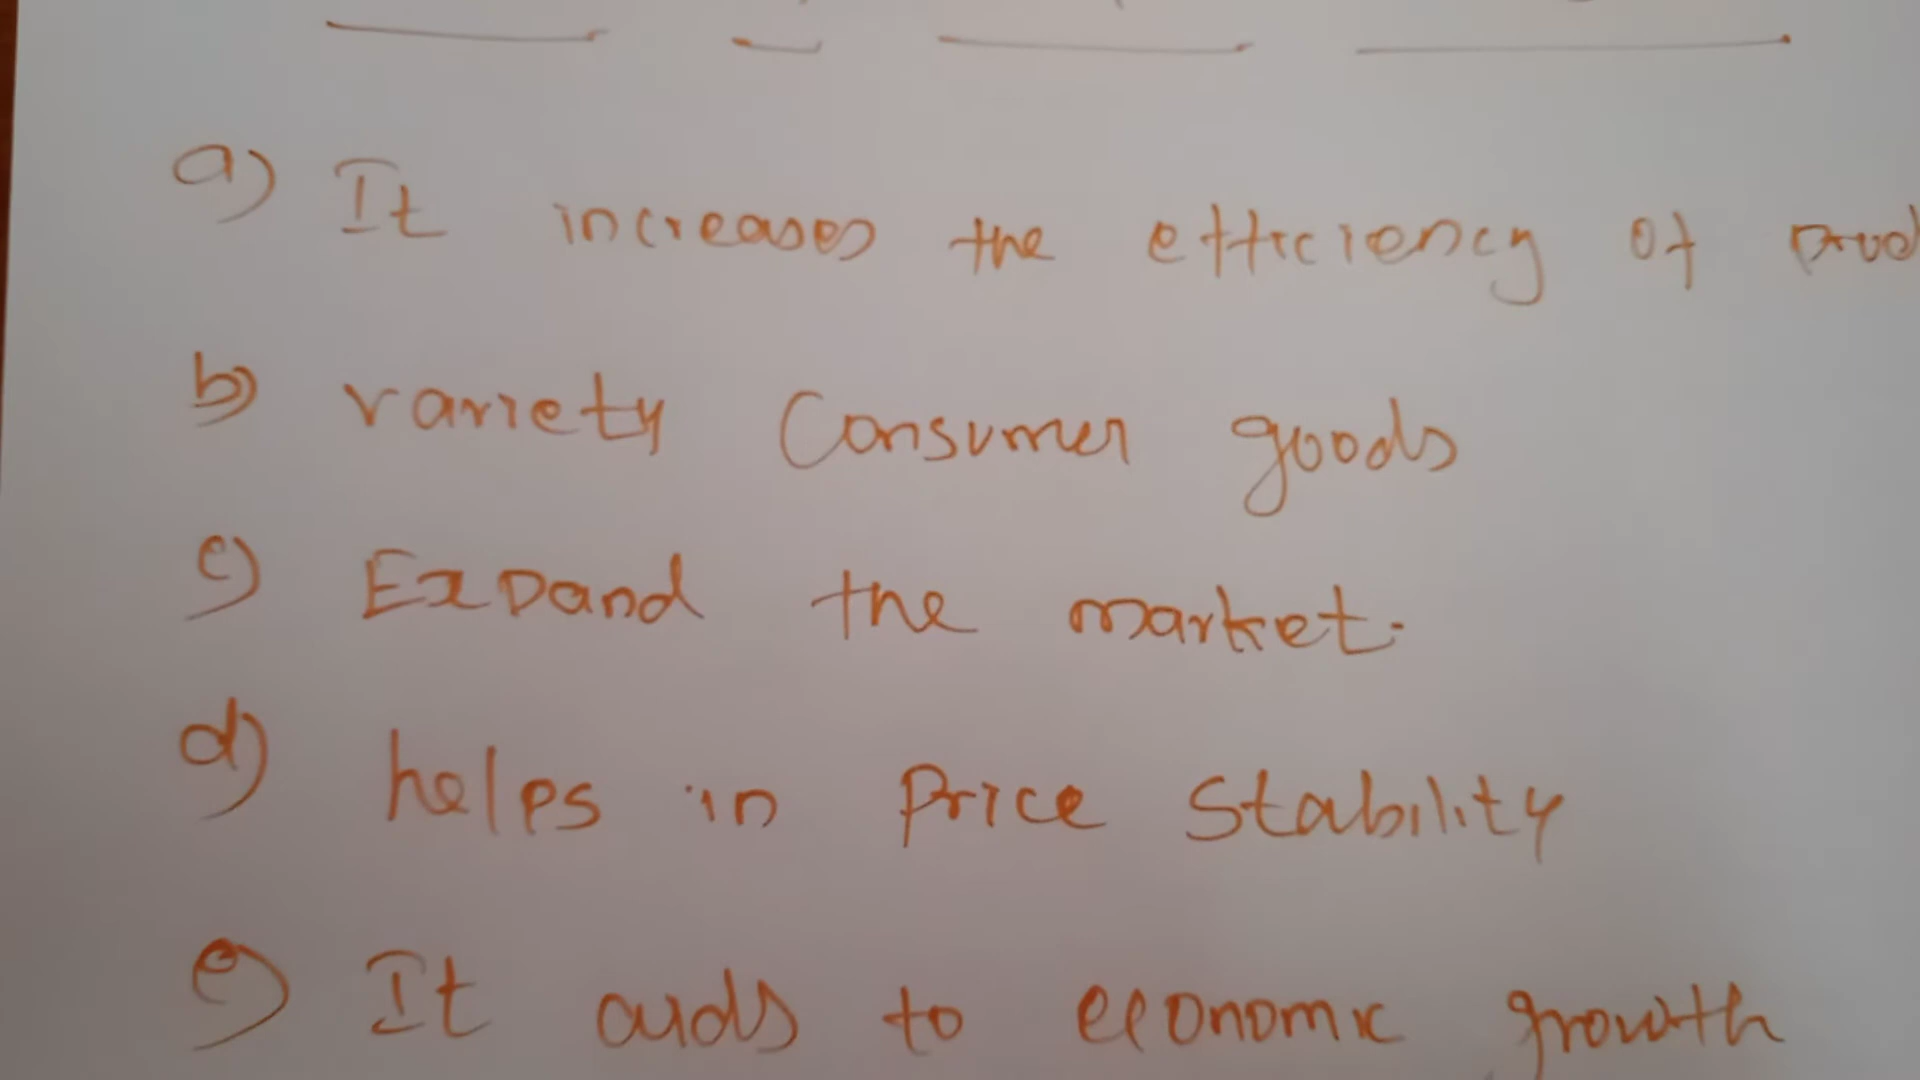 a) It increases the efficiency of prod
b) variety Consumer goods
c) Expand the market.
d) helps in Price Stability
e) It aids to economic growth